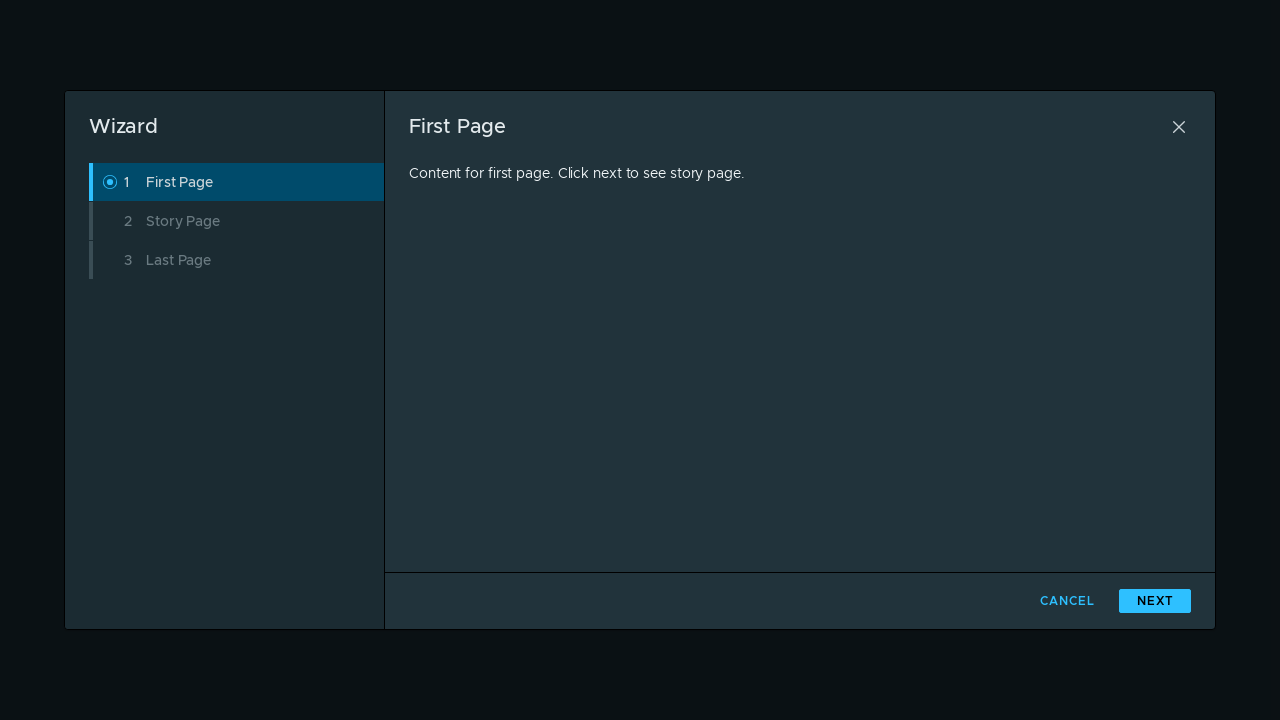 Wizard
1 First Page
2 Story Page
3 Last Page
First Page
Content for first page. Click next to see story page.
CANCEL
NEXT